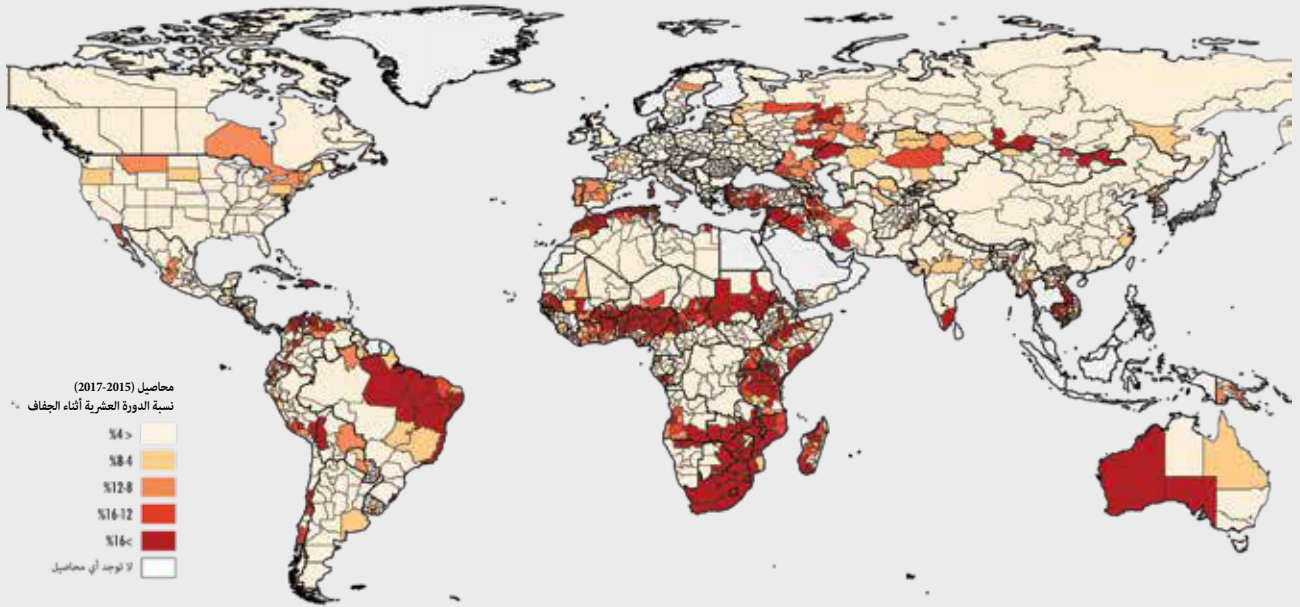 محاصيل (2015-2017)
نسبة الدورة العشرية أثناء الجفاف
%4 >
%8-4
%12-8
%16-12
%16<
لا توجد أي محاصيل